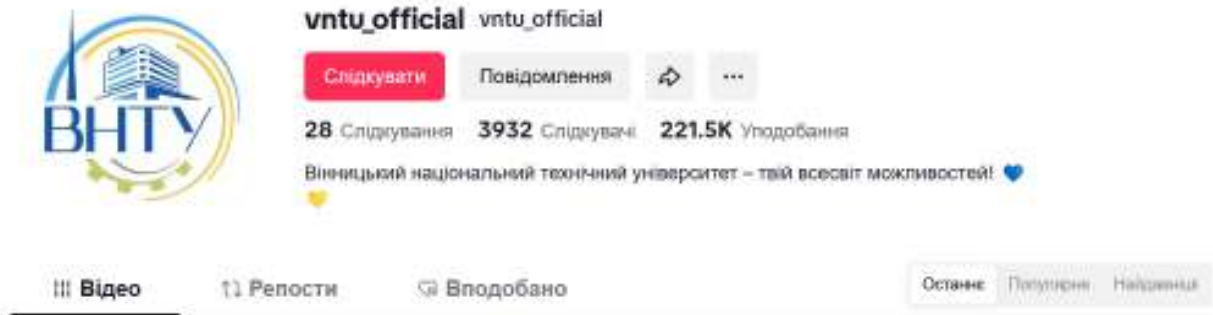 vntu_official vntu_official
ВНТУ
Слідкувати Повідомлення
28 Слідкування 3932 Слідкувачі 221.5K Уподобання
Вінницький національний технічний університет – твій всесвіт можливостей! 💙
💛
Відео Репости Вподобано
Останнє Популярне Найдавніші